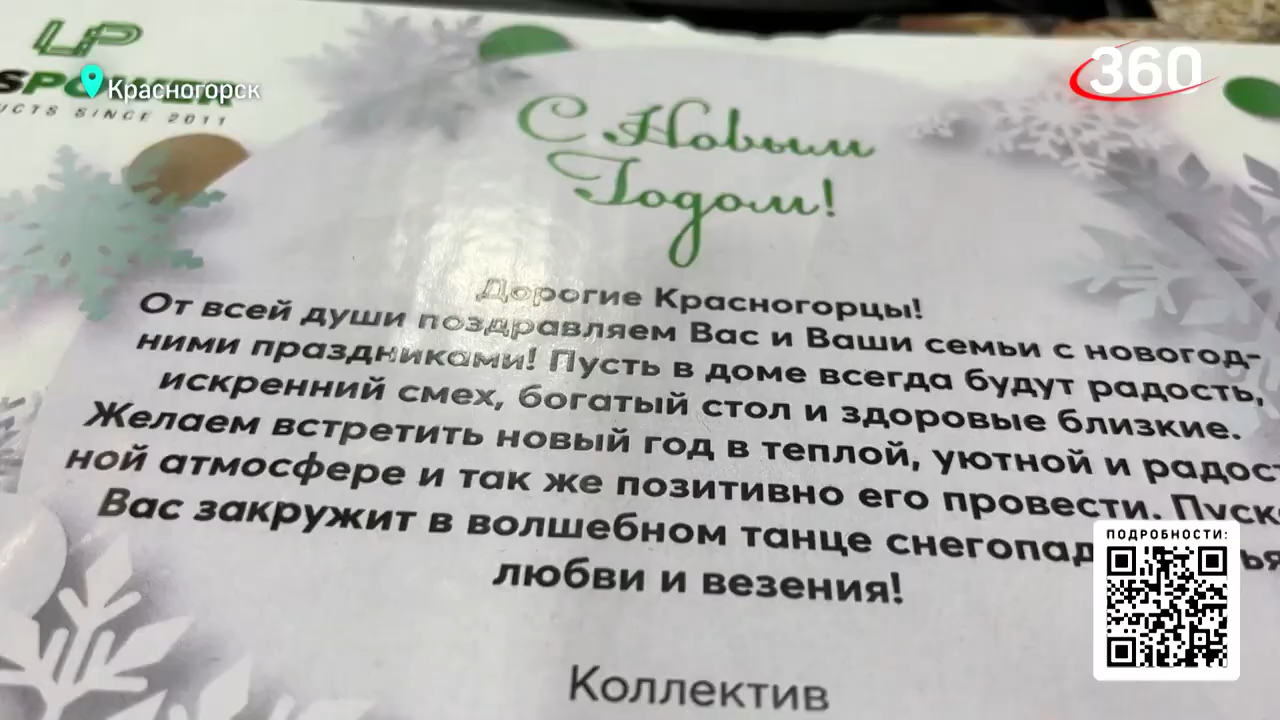 LP
Красногорск
360
UCTS SINCE 2011
С Новым
Годом!
Дорогие Красногорцы!
От всей души поздравляем Вас и Ваши семьи с новогод-
ними праздниками! Пусть в доме всегда будут радость,
искренний смех, богатый стол и здоровые близкие.
Желаем встретить новый год в теплой, уютной и радост
ной атмосфере и так же позитивно его провести. Пуск
Вас закружит в волшебном танце снегопад
любви и везения!
Коллектив
ПОДРОБНОСТИ: